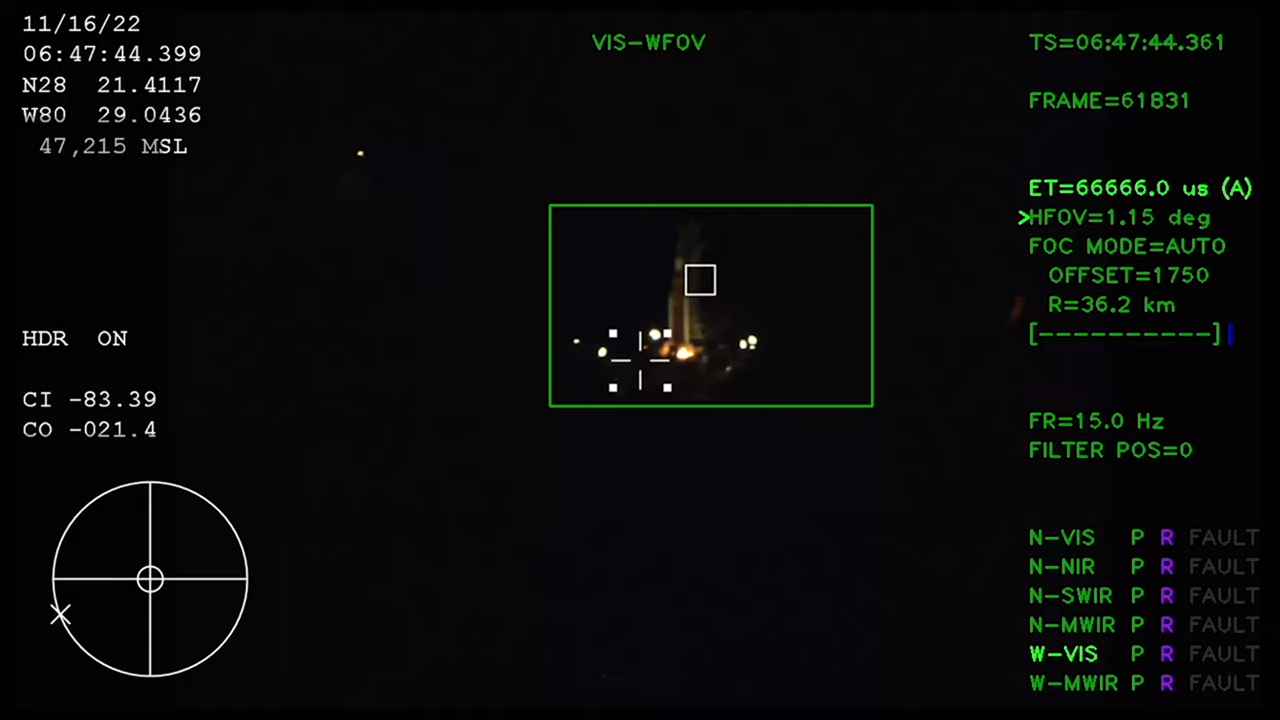 11/16/22
06:47:44.399
N28 21.4117
W80 29.0436
47,215 MSL
HDR ON
CI -83.39
CO -021.4
VIS-WFOV
TS=06:47:44.361
FRAME=61831
ET=66666.0 us (A)
>HFOV=1.15 deg
FOC MODE=AUTO
OFFSET=1750
R=36.2 km
[----------]
FR=15.0 Hz
FILTER POS=0
N-VIS P R FAULT
N-NIR P R FAULT
N-SWIR P R FAULT
N-MWIR P R FAULT
W-VIS P R FAULT
W-MWIR P R FAULT